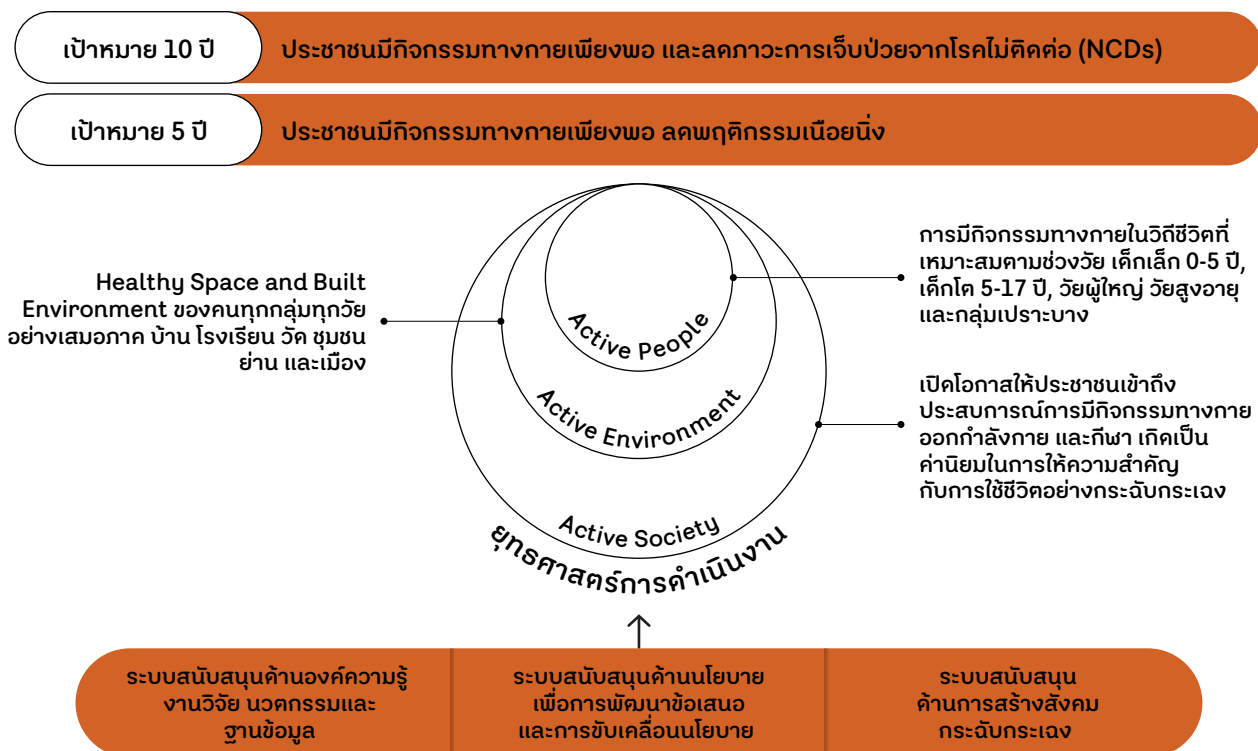 เป้าหมาย 10 ปี
ประชาชนมีกิจกรรมทางกายเพียงพอ และลดภาวะการเจ็บป่วยจากโรคไม่ติดต่อ (NCDs)
เป้าหมาย 5 ปี
ประชาชนมีกิจกรรมทางกายเพียงพอ ลดพฤติกรรมเนือยนิ่ง
Healthy Space and Built
Environment ของคนทุกกลุ่มทุกวัย
อย่างเสมอภาค บ้าน โรงเรียน วัด ชุมชน
ย่าน และเมือง
Active People
Active Environment
Active Society
ยุทธศาสตร์การดำเนินงาน
การมีกิจกรรมทางกายในวิถีชีวิตที่
เหมาะสมตามช่วงวัย เด็กเล็ก 0-5 ปี,
เด็กโต 5-17 ปี, วัยผู้ใหญ่ วัยสูงอายุ
และกลุ่มเปราะบาง
เปิดโอกาสให้ประชาชนเข้าถึง
ประสบการณ์การมีกิจกรรมทางกาย
ออกกำลังกาย และกีฬา เกิดเป็น
ค่านิยมในการให้ความสำคัญ
กับการใช้ชีวิตอย่างกระฉับกระเฉง
ระบบสนับสนุนด้านองค์ความรู้
งานวิจัย นวตกรรมและ
ฐานข้อมูล
ระบบสนับสนุนด้านนโยบาย
เพื่อการพัฒนาข้อเสนอ
และการขับเคลื่อนนโยบาย
ระบบสนับสนุน
ด้านการสร้างสังคม
กระฉับกระเฉง